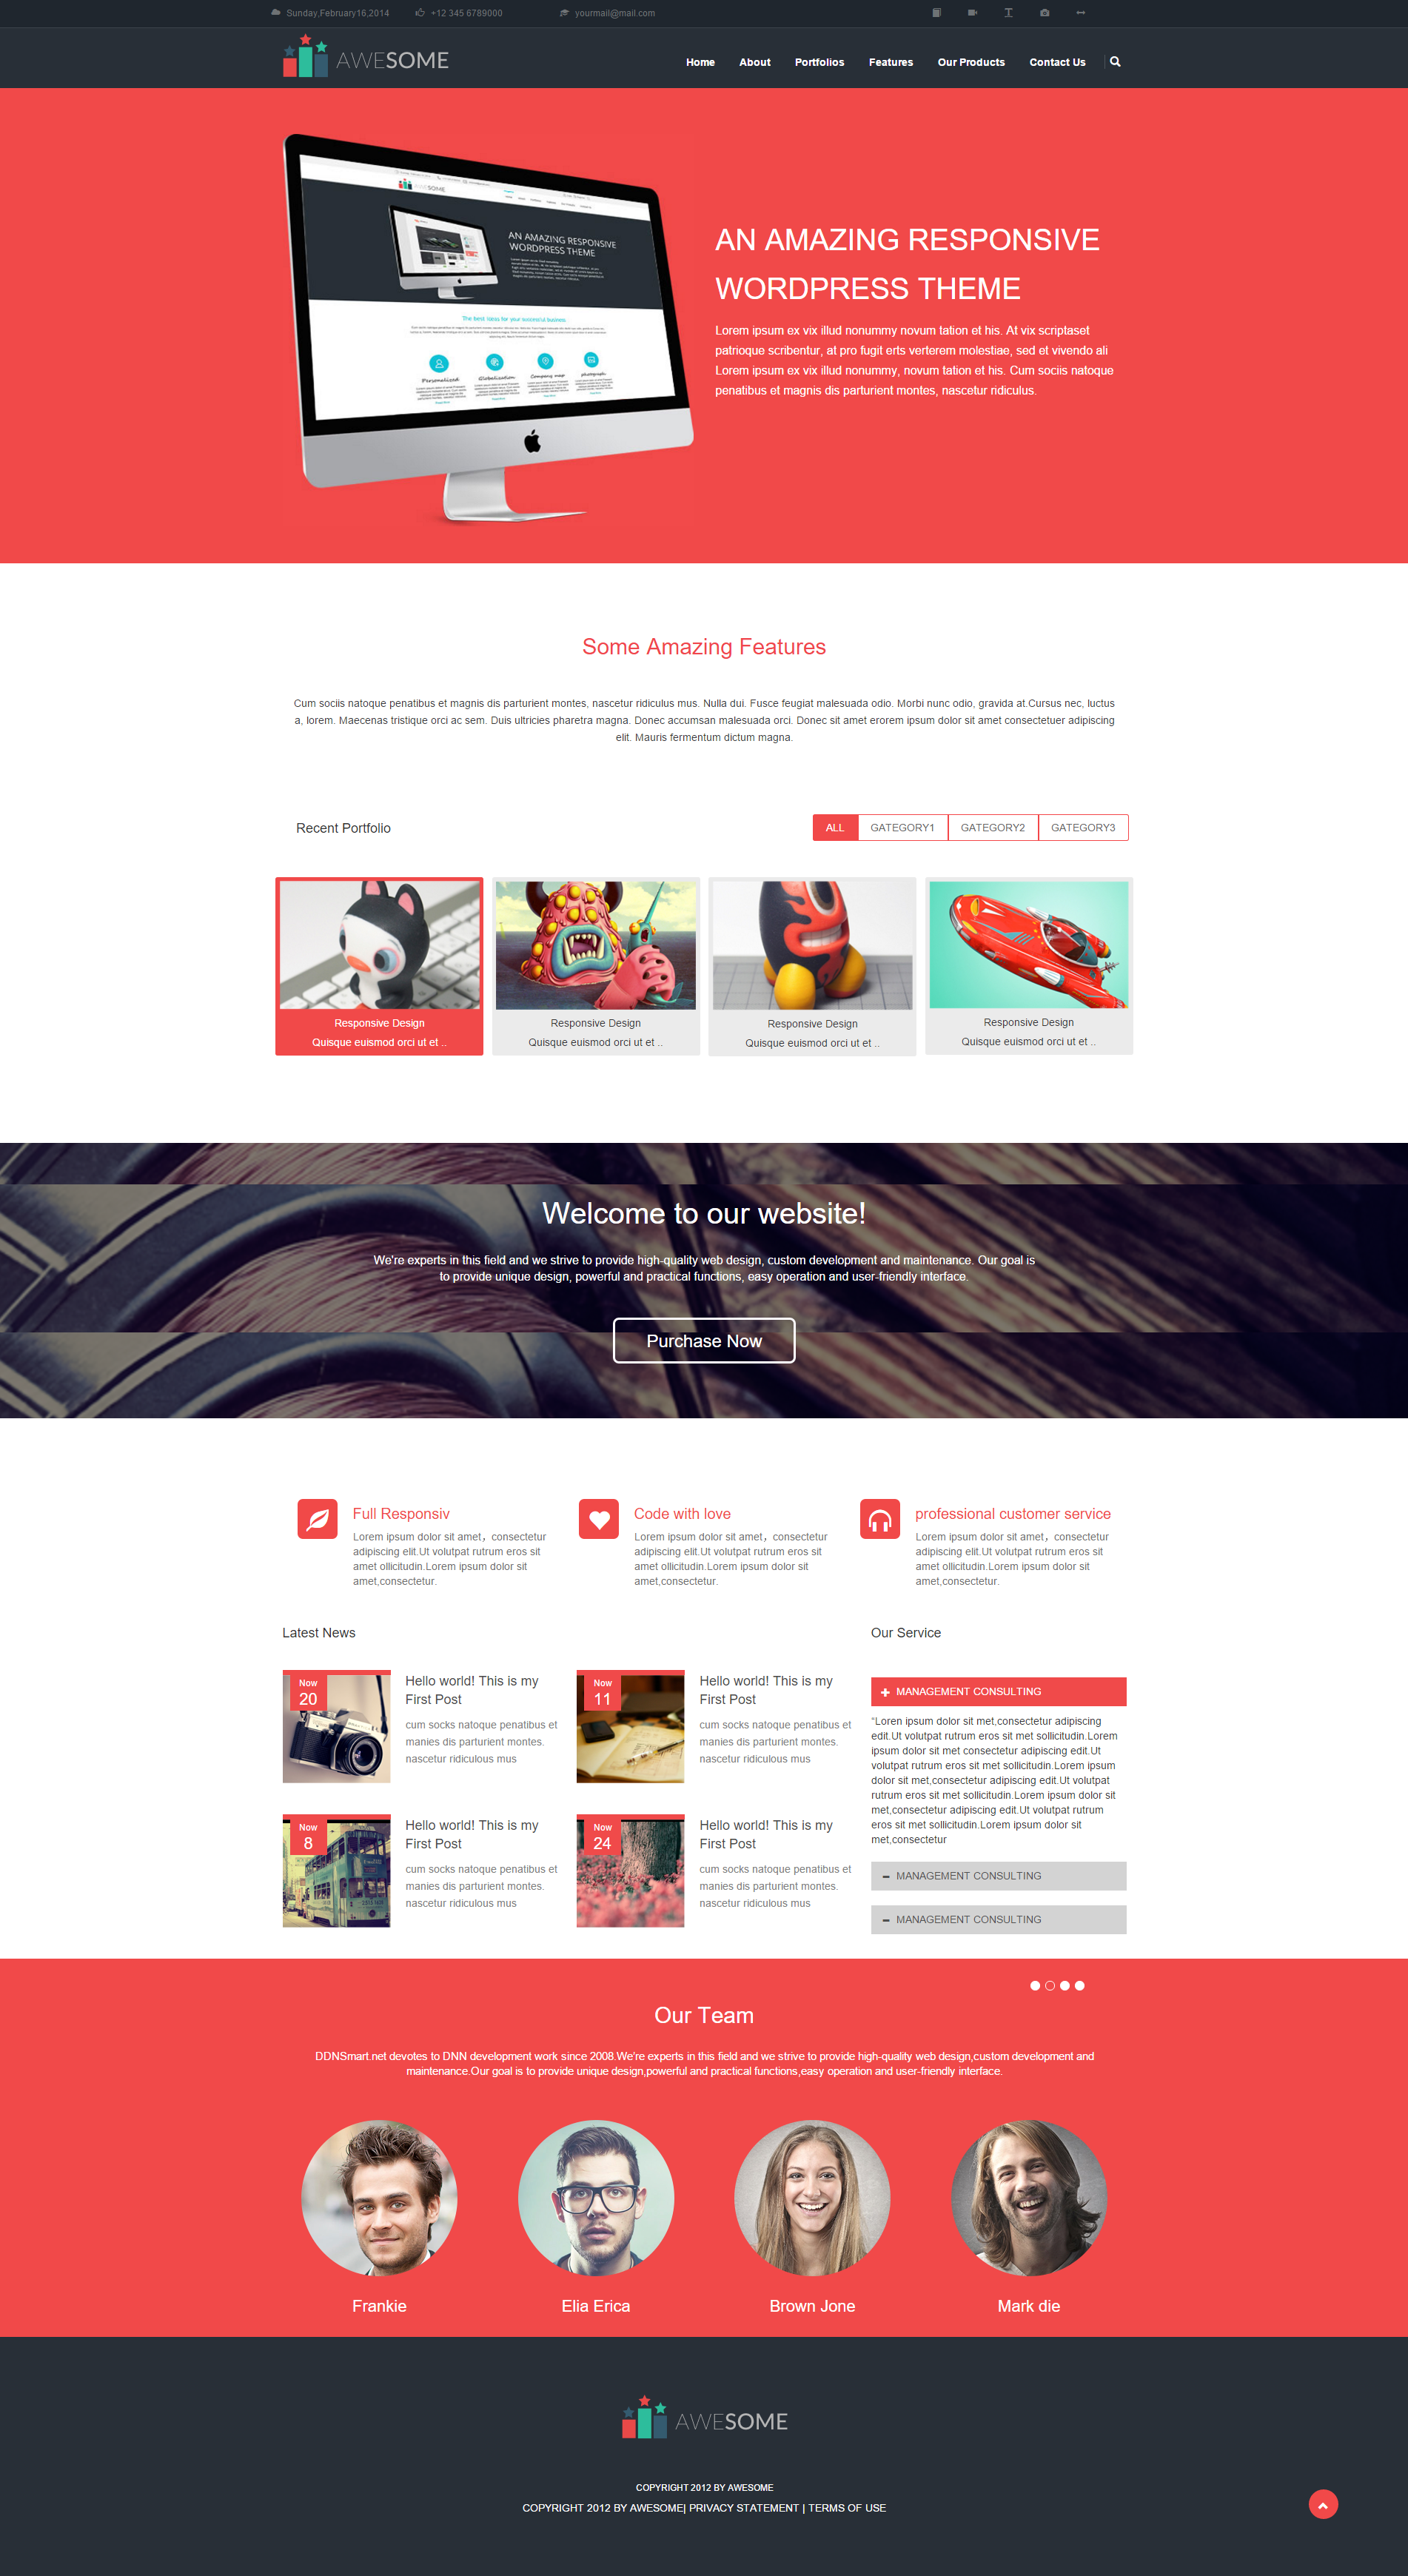 Sunday,February16,2014
+12 345 6789000
yourmail@mail.com
AWESOME
Home
About
Portfolios
Features
Our Products
Contact Us
AWESOME
AN AMAZING RESPONSIVE
WORDPRESS THEME
The best ideas for your successful business.
Personalized
Globalization
Company map
photograph
AN AMAZING RESPONSIVE
WORDPRESS THEME
Lorem ipsum ex vix illud nonummy novum tation et his. At vix scriptaset
patrioque scribentur, at pro fugit erts verterem molestiae, sed et vivendo ali
Lorem ipsum ex vix illud nonummy, novum tation et his. Cum sociis natoque
penatibus et magnis dis parturient montes, nascetur ridiculus.
Some Amazing Features
Cum sociis natoque penatibus et magnis dis parturient montes, nascetur ridiculus mus. Nulla dui. Fusce feugiat malesuada odio. Morbi nunc odio, gravida at.Cursus nec, luctus
a, lorem. Maecenas tristique orci ac sem. Duis ultricies pharetra magna. Donec accumsan malesuada orci. Donec sit amet erorem ipsum dolor sit amet consectetuer adipiscing
elit. Mauris fermentum dictum magna.
Recent Portfolio
ALL
GATEGORY1
GATEGORY2
GATEGORY3
Responsive Design
Quisque euismod orci ut et ..
Responsive Design
Quisque euismod orci ut et ..
Responsive Design
Quisque euismod orci ut et ..
Responsive Design
Quisque euismod orci ut et ..
Welcome to our website!
We're experts in this field and we strive to provide high-quality web design, custom development and maintenance. Our goal is
to provide unique design, powerful and practical functions, easy operation and user-friendly interface.
Purchase Now
Full Responsiv
Lorem ipsum dolor sit amet，consectetur
adipiscing elit.Ut volutpat rutrum eros sit
amet ollicitudin.Lorem ipsum dolor sit
amet,consectetur.
Code with love
Lorem ipsum dolor sit amet，consectetur
adipiscing elit.Ut volutpat rutrum eros sit
amet ollicitudin.Lorem ipsum dolor sit
amet,consectetur.
professional customer service
Lorem ipsum dolor sit amet，consectetur
adipiscing elit.Ut volutpat rutrum eros sit
amet ollicitudin.Lorem ipsum dolor sit
amet,consectetur.
Latest News
Now
20
Hello world! This is my
First Post
cum socks natoque penatibus et
manies dis parturient montes.
nascetur ridiculous mus
Now
11
Hello world! This is my
First Post
cum socks natoque penatibus et
manies dis parturient montes.
nascetur ridiculous mus
Now
8
Hello world! This is my
First Post
cum socks natoque penatibus et
manies dis parturient montes.
nascetur ridiculous mus
Now
24
Hello world! This is my
First Post
cum socks natoque penatibus et
manies dis parturient montes.
nascetur ridiculous mus
Our Service
MANAGEMENT CONSULTING
“Loren ipsum dolor sit met,consectetur adipiscing
edit.Ut volutpat rutrum eros sit met sollicitudin.Lorem
ipsum dolor sit met consectetur adipiscing edit.Ut
volutpat rutrum eros sit met sollicitudin.Lorem ipsum
dolor sit met,consectetur adipiscing edit.Ut volutpat
rutrum eros sit met sollicitudin.Lorem ipsum dolor sit
met,consectetur adipiscing edit.Ut volutpat rutrum
eros sit met sollicitudin.Lorem ipsum dolor sit
met,consectetur
MANAGEMENT CONSULTING
MANAGEMENT CONSULTING
Our Team
DDNSmart.net devotes to DNN development work since 2008.We're experts in this field and we strive to provide high-quality web design,custom development and
maintenance.Our goal is to provide unique design,powerful and practical functions,easy operation and user-friendly interface.
Frankie
Elia Erica
Brown Jone
Mark die
AWESOME
COPYRIGHT 2012 BY AWESOME
COPYRIGHT 2012 BY AWESOME| PRIVACY STATEMENT | TERMS OF USE